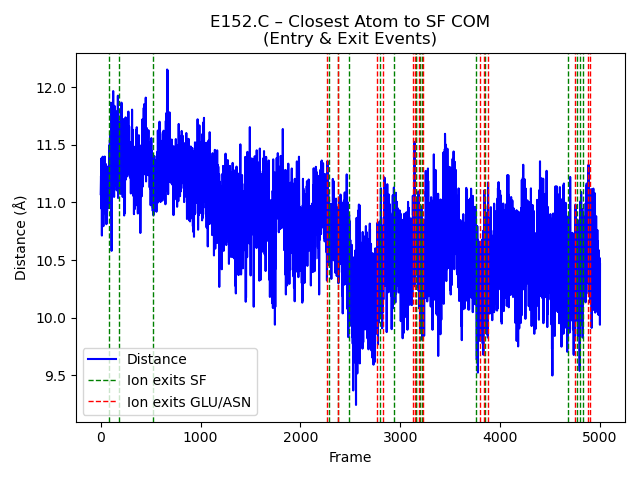 E152.C – Closest Atom to SF COM
(Entry & Exit Events)
12.0
11.5
11.0
10.5
10.0
9.5
Distance (Å)
Distance
Ion exits SF
Ion exits GLU/ASN
0
1000
2000
3000
4000
5000
Frame